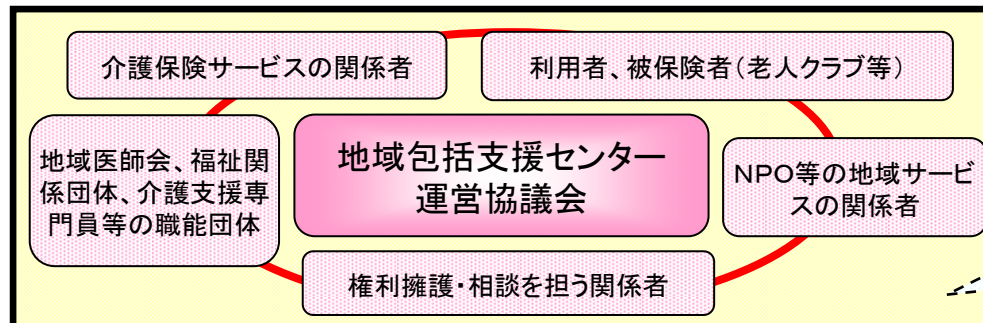 介護保険サービスの関係者
利用者、被保険者（老人クラブ等）
地域医師会、福祉関
係団体、介護支援専
門員等の職能団体
地域包括支援センター
運営協議会
ＮＰＯ等の地域サービ
スの関係者
権利擁護・相談を担う関係者